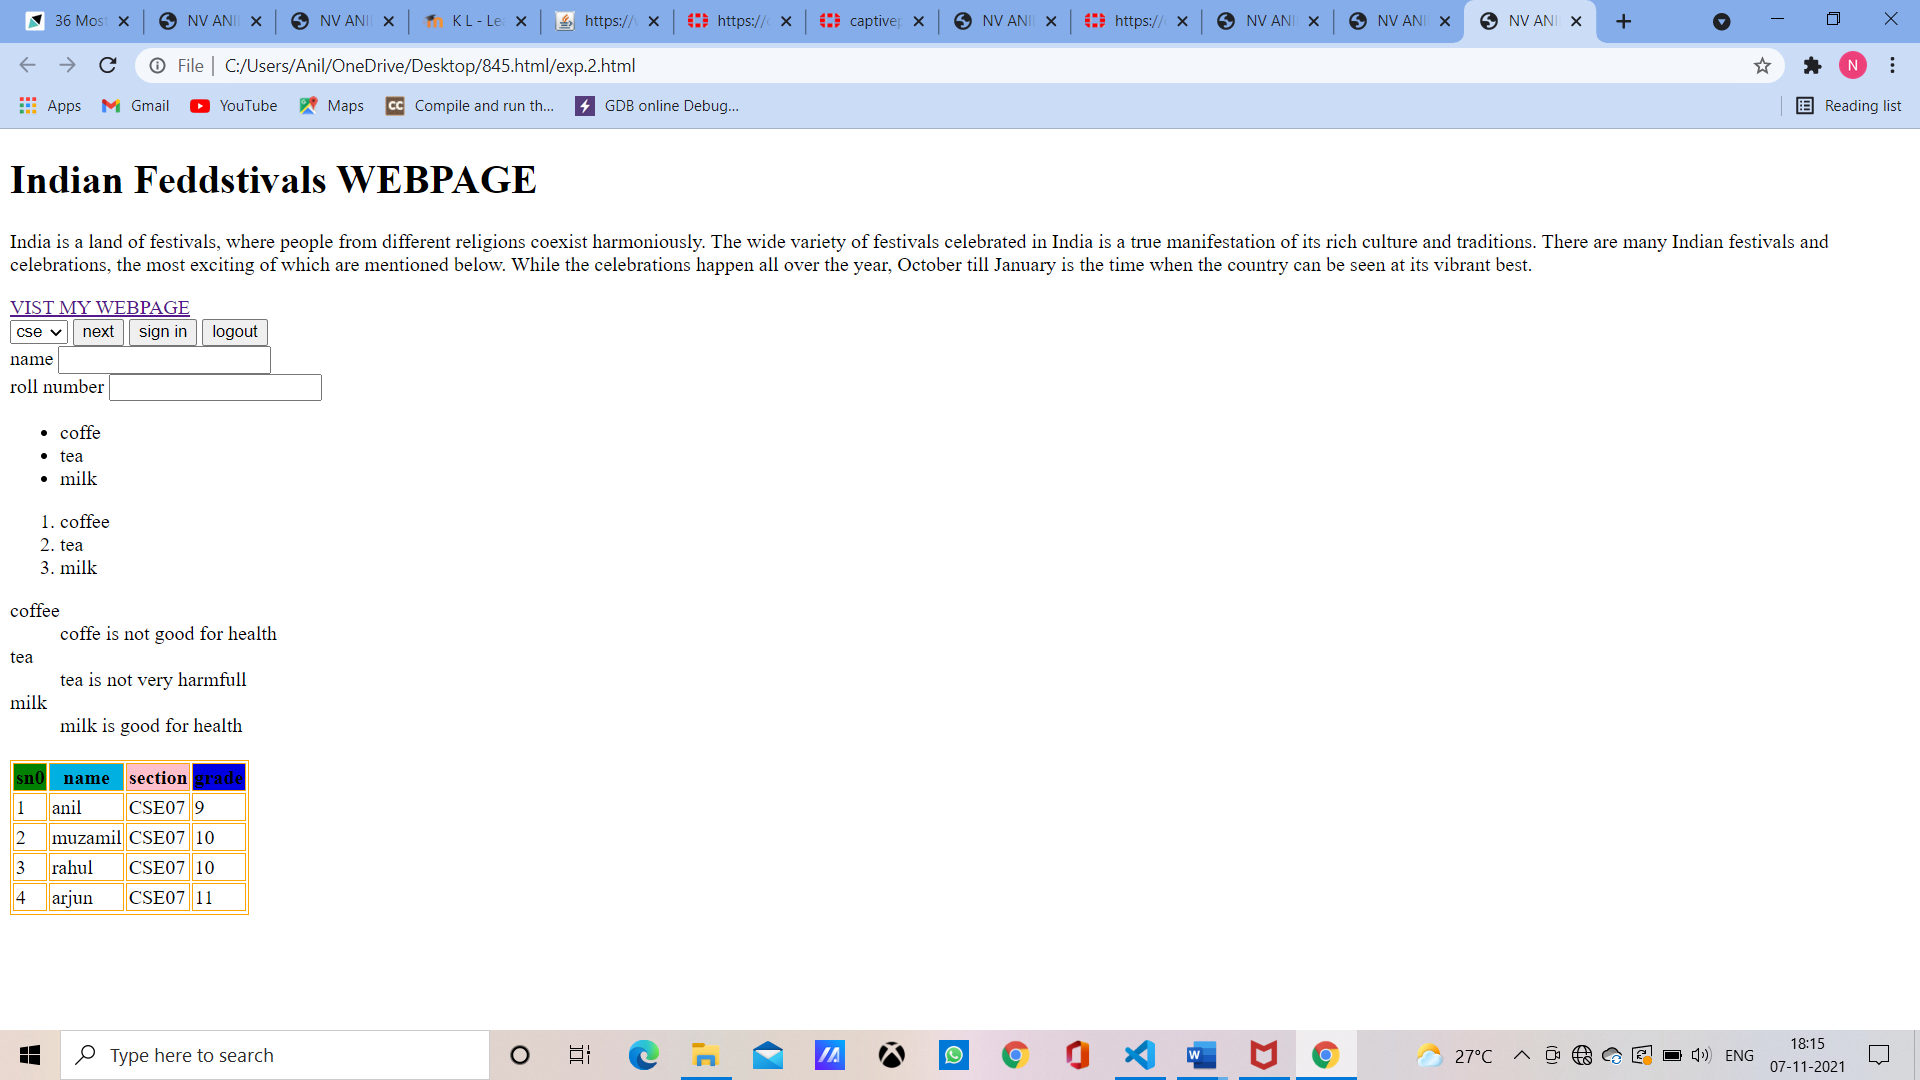 36 Mos
NV ANI
NV ANI
K L - Le
https://
https://
captivep
NV ANI
https://
NV ANI
NV ANI
NV ANI
File
C:/Users/Anil/OneDrive/Desktop/845.html/exp.2.html
N
Apps
Gmail
YouTube
Maps
CC Compile and run th...
GDB online Debug...
Reading list
Indian Feddstivals WEBPAGE
India is a land of festivals, where people from different religions coexist harmoniously. The wide variety of festivals celebrated in India is a true manifestation of its rich culture and traditions. There are many Indian festivals and
celebrations, the most exciting of which are mentioned below. While the celebrations happen all over the year, October till January is the time when the country can be seen at its vibrant best.
VIST MY WEBPAGE
cse next sign in logout
name
roll number
• coffe
• tea
• milk
1. coffee
2. tea
3. milk
coffee
coffe is not good for health
tea
tea is not very harmfull
milk
milk is good for health
sn0 name section grade
1 anil CSE07 9
2 muzamil CSE07 10
3 rahul CSE07 10
4 arjun CSE07 11
Type here to search
27°C
ENG
18:15
07-11-2021